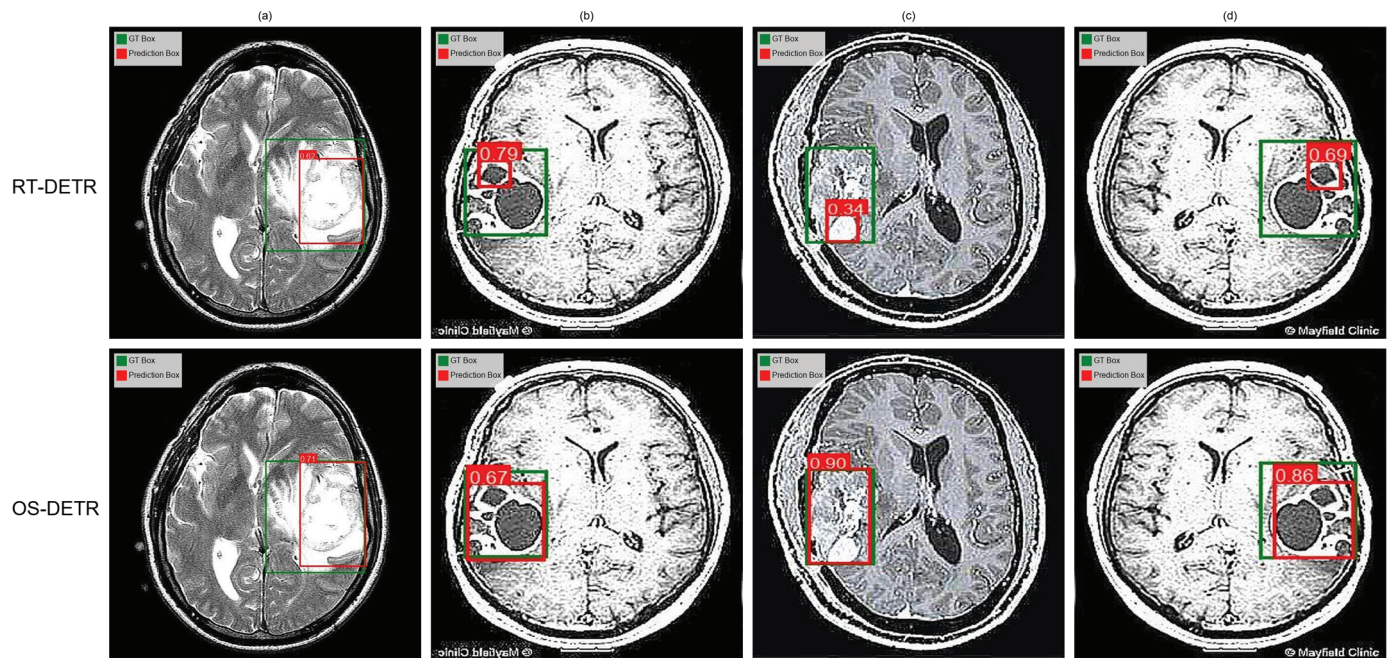 (a) (b) (c) (d)
RT-DETR
GT Box
Prediction Box
0.62
GT Box
Prediction Box
0.79
© Mayfield Clinic
GT Box
Prediction Box
0.34
GT Box
Prediction Box
0.69
© Mayfield Clinic
OS-DETR
GT Box
Prediction Box
0.71
GT Box
Prediction Box
0.67
© Mayfield Clinic
GT Box
Prediction Box
0.90
GT Box
Prediction Box
0.86
© Mayfield Clinic